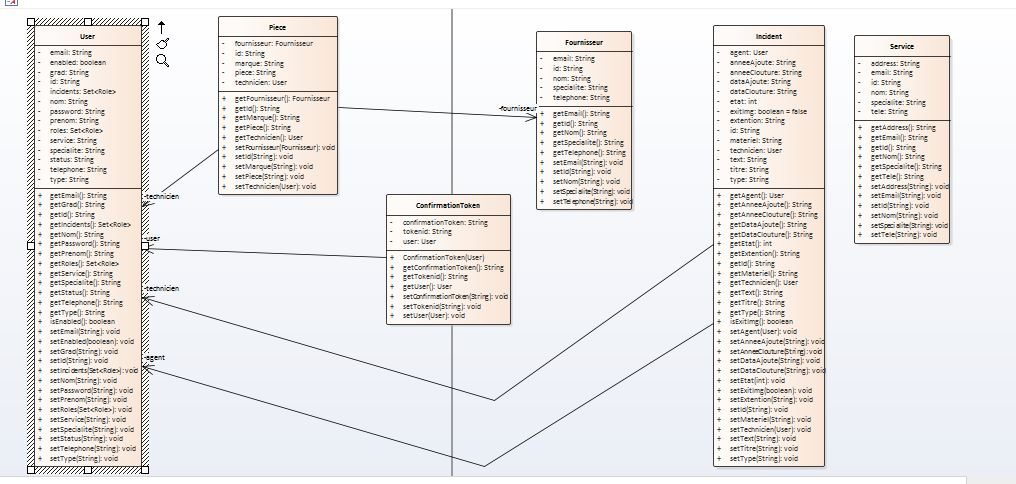 User
- email: String
- enabled: boolean
- grad: String
- id: String
- incidents: Set<Role>
- nom: String
- password: String
- prenom: String
- roles: Set<Role>
- service: String
- specialite: String
- status: String
- telephone: String
- type: String
+ getEmail(): String
+ getGrad(): String
+ getId(): String
+ getIncidents(): Set<Role>
+ getNom(): String
+ getPassword(): String
+ getPrenom(): String
+ getRoles(): Set<Role>
+ getService(): String
+ getSpecialite(): String
+ getStatus(): String
+ getTelephone(): String
+ getType(): String
+ isEnabled(): boolean
+ setEmail(String): void
+ setEnabled(boolean): void
+ setGrad(String): void
+ setId(String): void
+ setIncidents(Set<Role>): void
+ setNom(String): void
+ setPassword(String): void
+ setPrenom(String): void
+ setRoles(Set<Role>): void
+ setService(String): void
+ setSpecialite(String): void
+ setStatus(String): void
+ setTelephone(String): void
+ setType(String): void
-technicien
-user
-technicien
-agent
Piece
- fournisseur: Fournisseur
- id: String
- marque: String
- piece: String
- technicien: User
+ getFournisseur(): Fournisseur
+ getId(): String
+ getMarque(): String
+ getPiece(): String
+ getTechnicien(): User
+ setFournisseur(Fournisseur): void
+ setId(String): void
+ setMarque(String): void
+ setPiece(String): void
+ setTechnicien(User): void
ConfirmationToken
- confirmationToken: String
- tokenid: String
- user: User
+ ConfirmationToken(User)
+ getConfirmationToken(): String
+ getTokenid(): String
+ getUser(): User
+ setConfirmationToken(String): void
+ setTokenid(String): void
+ setUser(User): void
-fournisseur
Fournisseur
- email: String
- id: String
- nom: String
- specialite: String
- telephone: String
+ getEmail(): String
+ getId(): String
+ getNom(): String
+ getSpecialite(): String
+ getTelephone(): String
+ setEmail(String): void
+ setId(String): void
+ setNom(String): void
+ setSpecialite(String): void
+ setTelephone(String): void
Incident
- agent: User
- anneeAjoute: String
- anneeClouture: String
- dataAjoute: String
- dataClouture: String
- etat: int
- exitImg: boolean = false
- extention: String
- id: String
- materiel: String
- technicien: User
- text: String
- titre: String
- type: String
+ getAgent(): User
+ getAnneeAjoute(): String
+ getAnneeClouture(): String
+ getDataAjoute(): String
+ getDataClouture(): String
+ getEtat(): int
+ getExtention(): String
+ getId(): String
+ getMateriel(): String
+ getTechnicien(): User
+ getText(): String
+ getTitre(): String
+ getType(): String
+ isExitImg(): boolean
+ setAgent(User): void
+ setAnneeAjoute(String): void
+ setAnneeClouture(String): void
+ setDataAjoute(String): void
+ setDataClouture(String): void
+ setEtat(int): void
+ setExitImg(boolean): void
+ setExtention(String): void
+ setId(String): void
+ setMateriel(String): void
+ setTechnicien(User): void
+ setText(String): void
+ setTitre(String): void
+ setType(String): void
Service
- address: String
- email: String
- id: String
- nom: String
- specialite: String
- tele: String
+ getAddress(): String
+ getEmail(): String
+ getId(): String
+ getNom(): String
+ getSpecialite(): String
+ getTele(): String
+ setAddress(String): void
+ setEmail(String): void
+ setId(String): void
+ setNom(String): void
+ setSpecialite(String): void
+ setTele(String): void